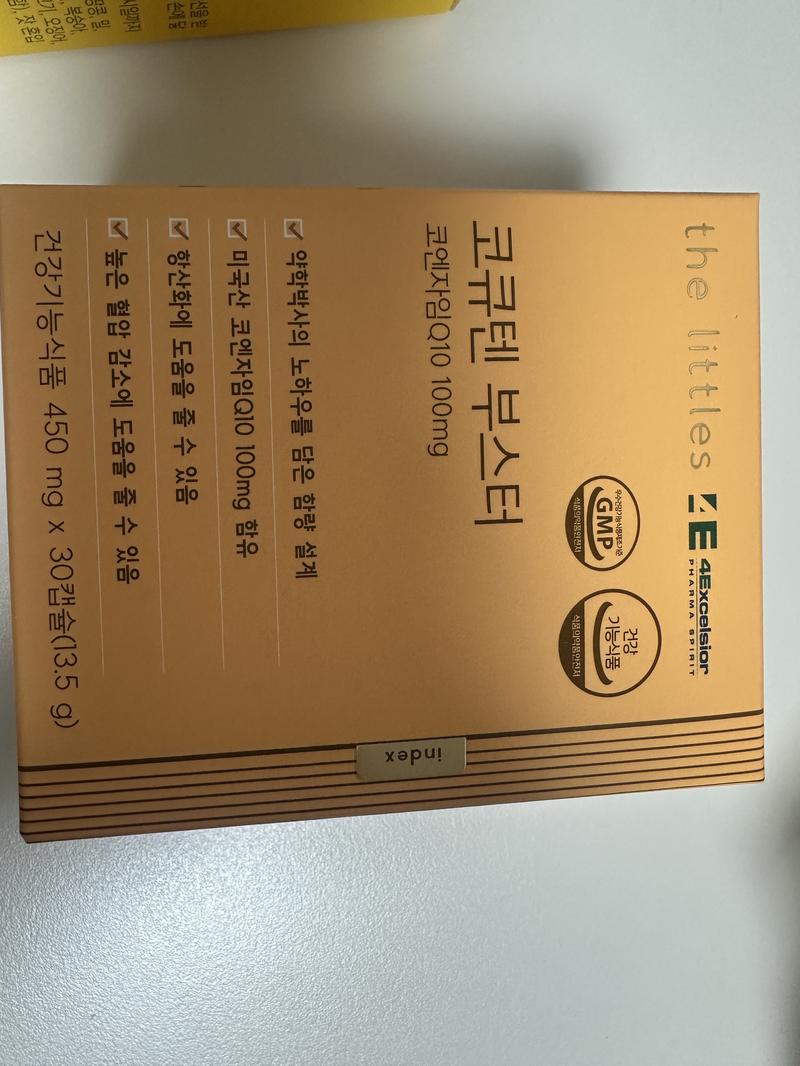 the littles
4Excelsior
PHARMA SPIRIT
우수건강기능식품제조기준
GMP
식품의약품안전처
건강
기능식품
식품의약품안전처
코큐텐 부스터
코엔자임Q10 100mg
약학박사의 노하우를 담은 함량 설계
미국산 코엔자임Q10 100mg 함유
항산화에 도움을 줄 수 있음
높은 혈압 감소에 도움을 줄 수 있음
건강기능식품 450 mg x 30캡슐(13.5 g)
index